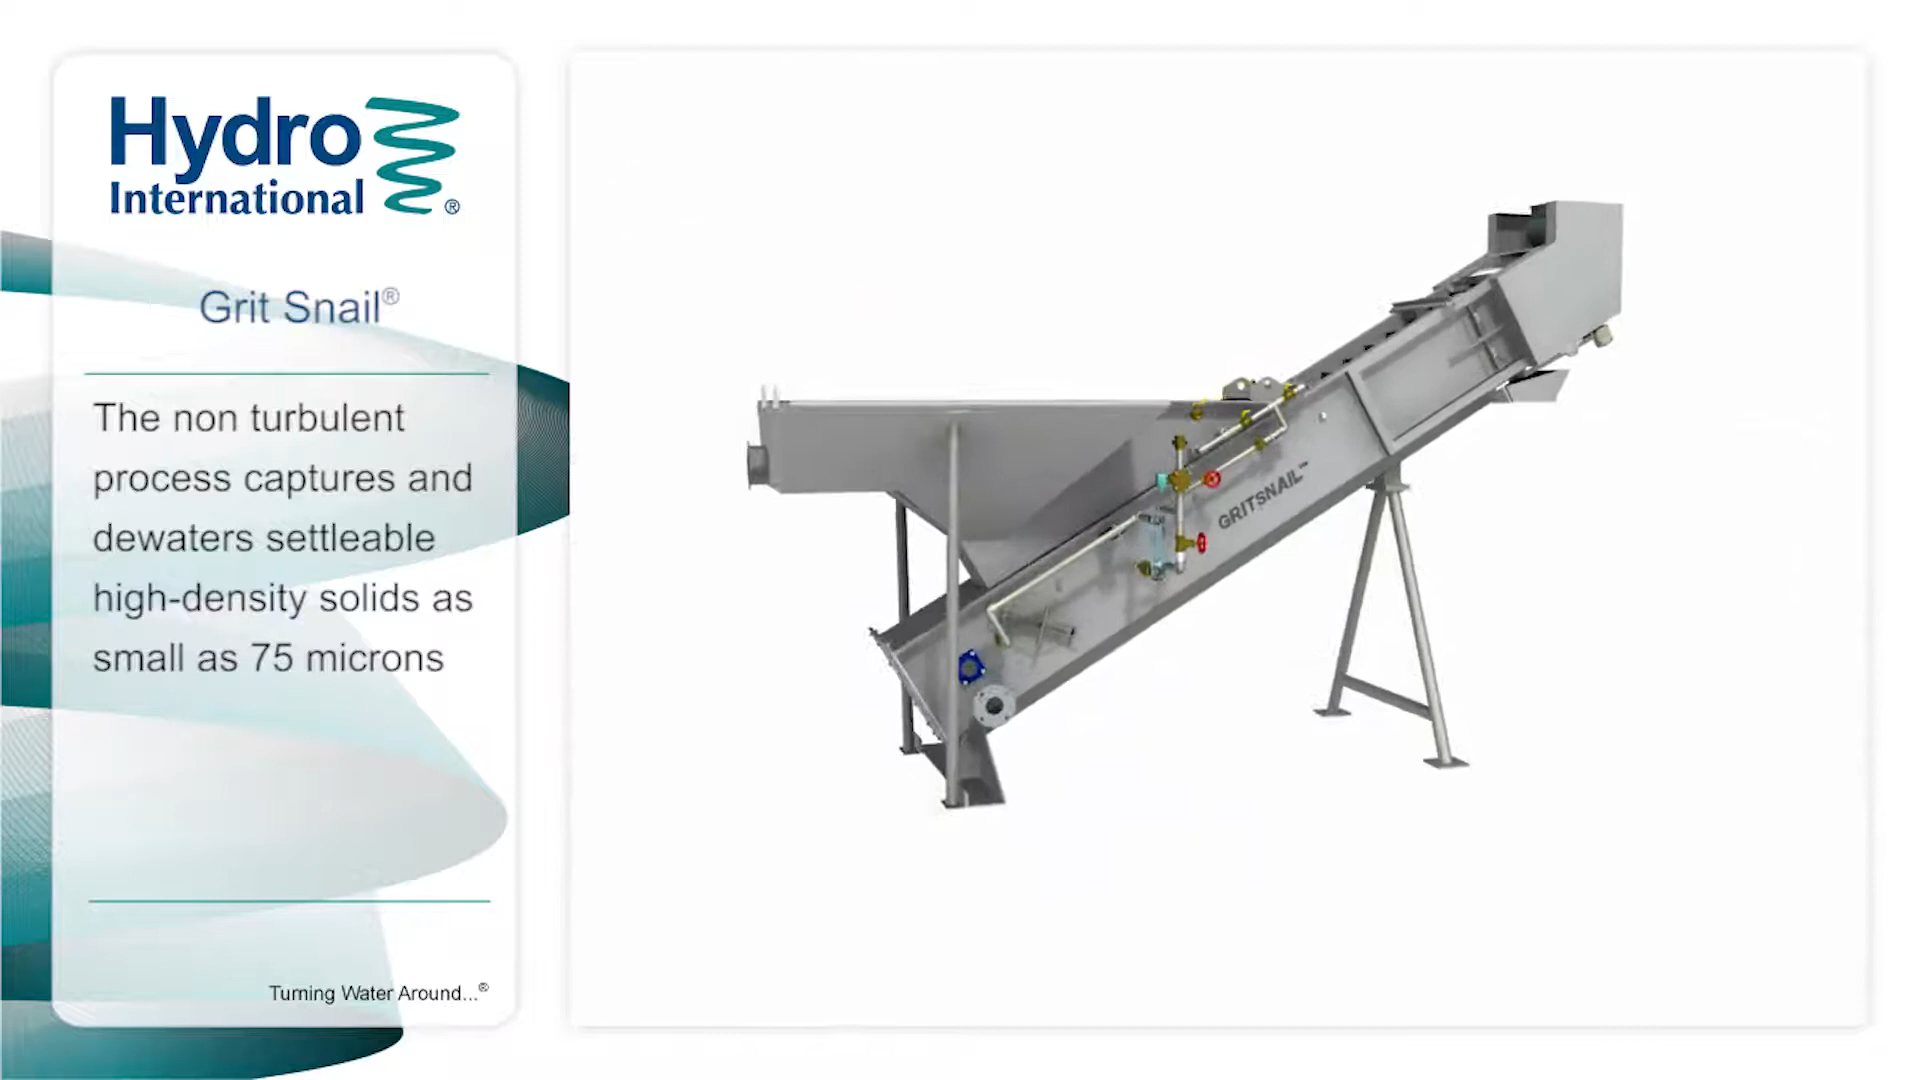 Hydro
International ®
Grit Snail®
The non turbulent
process captures and
dewaters settleable
high-density solids as
small as 75 microns
Turning Water Around...®
GRITSNAIL™